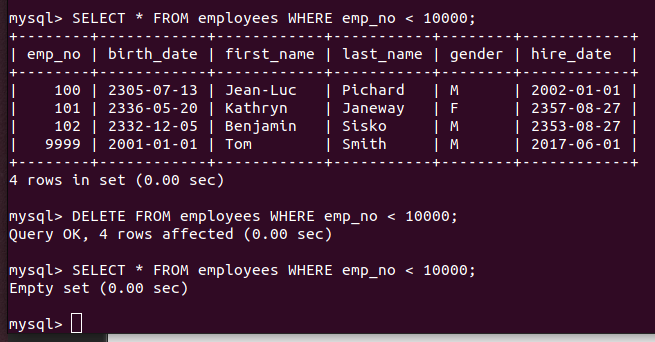 mysql> SELECT * FROM employees WHERE emp_no < 10000;
+--------+------------+------------+-----------+--------+------------+
| emp_no | birth_date | first_name | last_name | gender | hire_date  |
+--------+------------+------------+-----------+--------+------------+
|    100 | 2305-07-13 | Jean-Luc   | Pichard   | M      | 2002-01-01 |
|    101 | 2336-05-20 | Kathryn    | Janeway   | F      | 2357-08-27 |
|    102 | 2332-12-05 | Benjamin   | Sisko     | M      | 2353-08-27 |
|   9999 | 2001-01-01 | Tom        | Smith     | M      | 2017-06-01 |
+--------+------------+------------+-----------+--------+------------+
4 rows in set (0.00 sec)
mysql> DELETE FROM employees WHERE emp_no < 10000;
Query OK, 4 rows affected (0.00 sec)
mysql> SELECT * FROM employees WHERE emp_no < 10000;
Empty set (0.00 sec)
mysql>